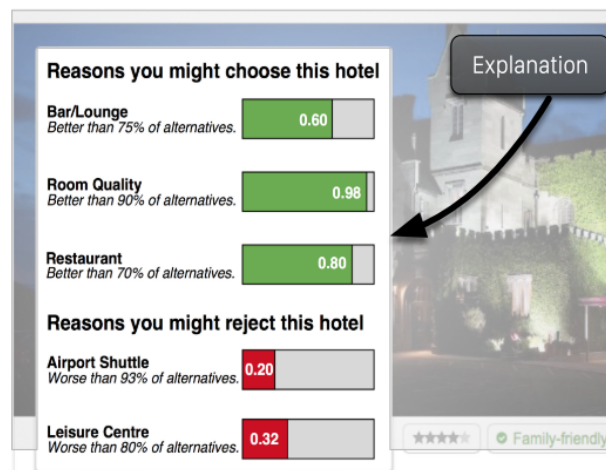 Reasons you might choose this hotel
Explanation
Bar/Lounge
Better than 75% of alternatives.
0.60
Room Quality
Better than 90% of alternatives.
0.98
Restaurant
Better than 70% of alternatives.
0.80
Reasons you might reject this hotel
Airport Shuttle
Worse than 93% of alternatives.
0.20
Leisure Centre
Worse than 80% of alternatives.
0.32
Family-friendly